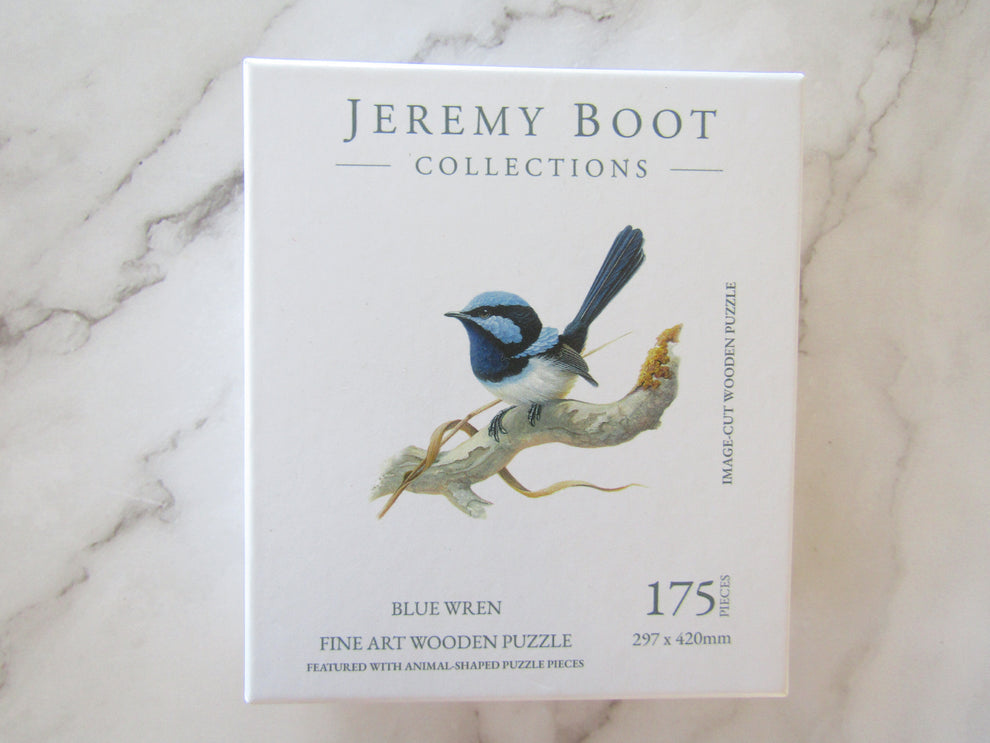 JEREMY BOOT
COLLECTIONS
IMAGE-CUT WOODEN PUZZLE
BLUE WREN
FINE ART WOODEN PUZZLE
FEATURED WITH ANIMAL-SHAPED PUZZLE PIECES
175 PIECES
297 x 420mm